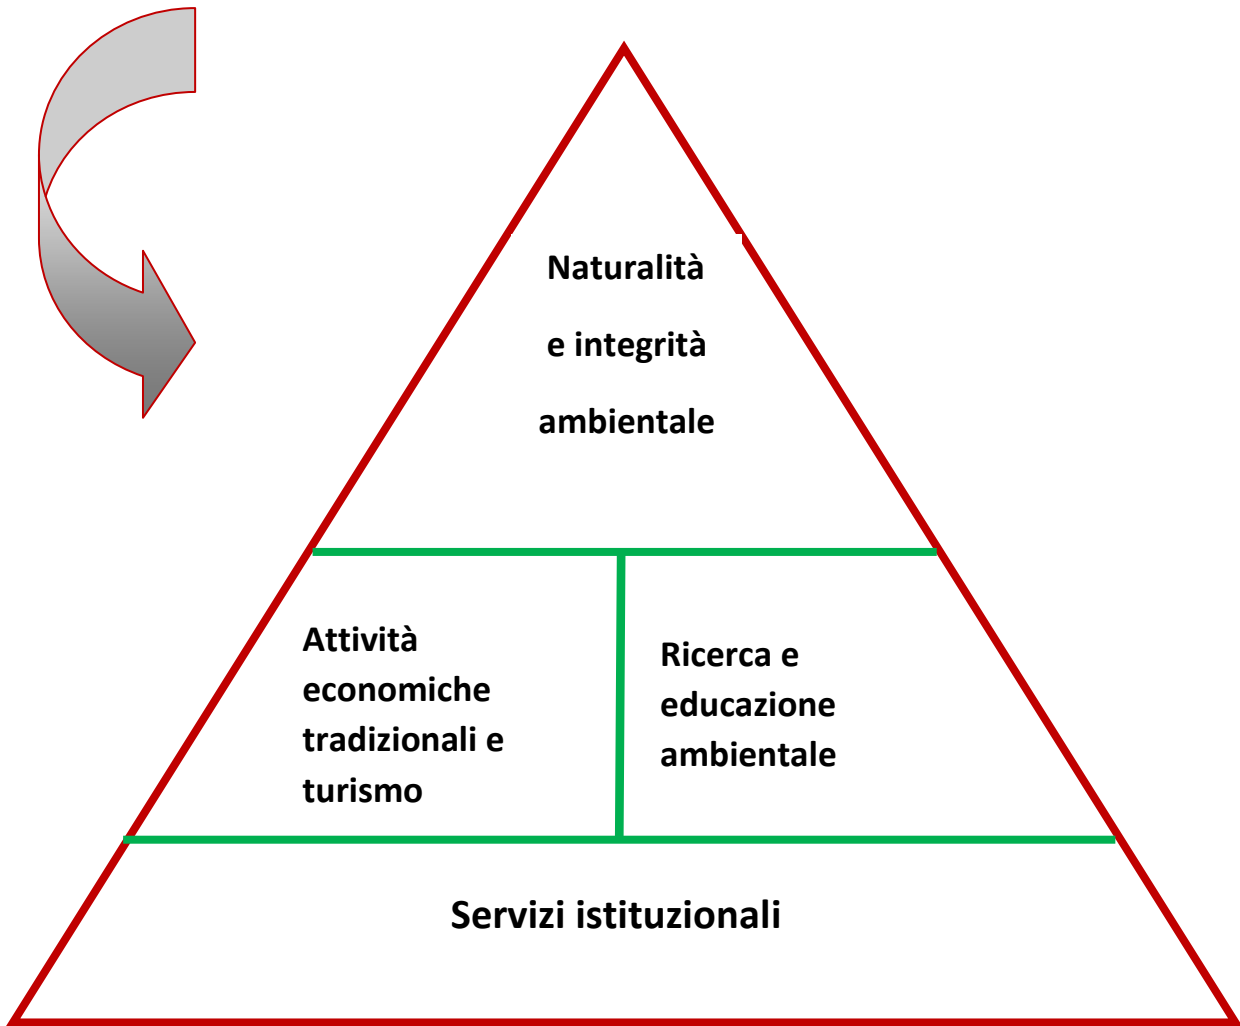 Naturalità
e integrità
ambientale
Attività
economiche
tradizionali e
turismo
Ricerca e
educazione
ambientale
Servizi istituzionali